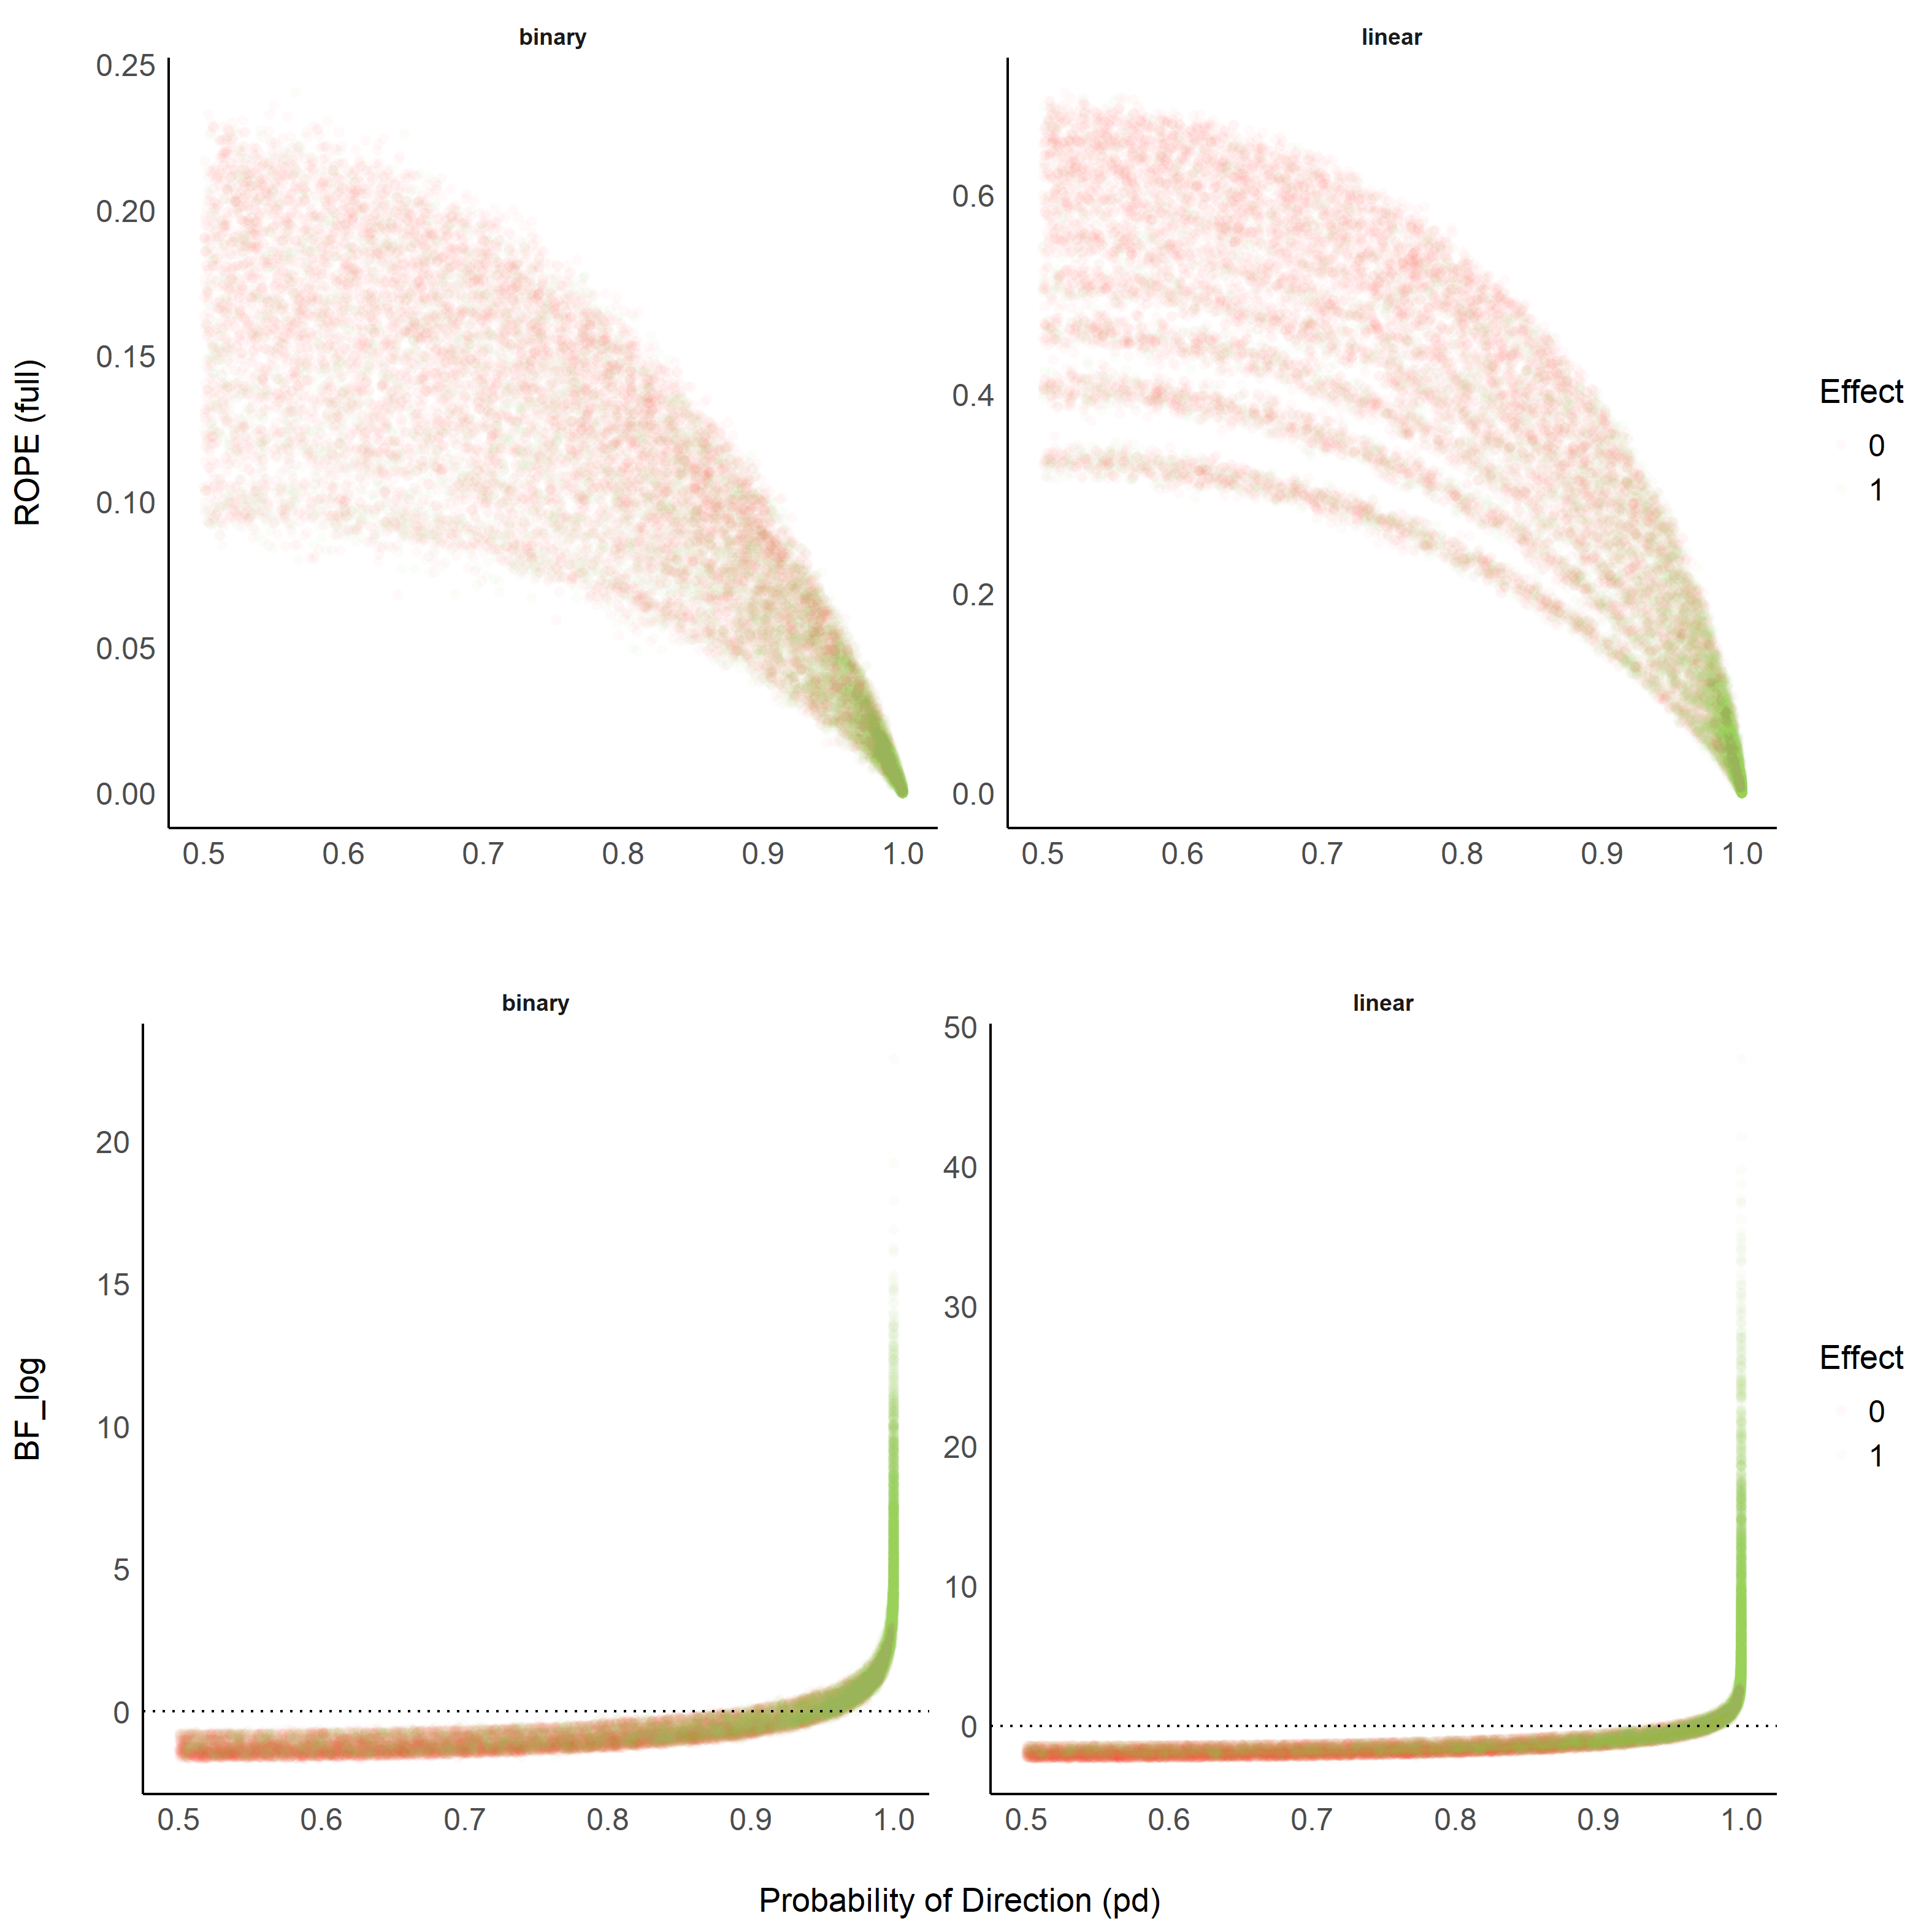 binary
linear
0.25
0.20
0.15
0.10
0.05
0.00
0.6
0.4
0.2
0.0
ROPE (full)
0.5 0.6 0.7 0.8 0.9 1.0
0.5 0.6 0.7 0.8 0.9 1.0
Effect
0
1
binary
linear
20
15
10
5
0
50
40
30
20
10
0
BF_log
0.5 0.6 0.7 0.8 0.9 1.0
0.5 0.6 0.7 0.8 0.9 1.0
Effect
0
1
Probability of Direction (pd)